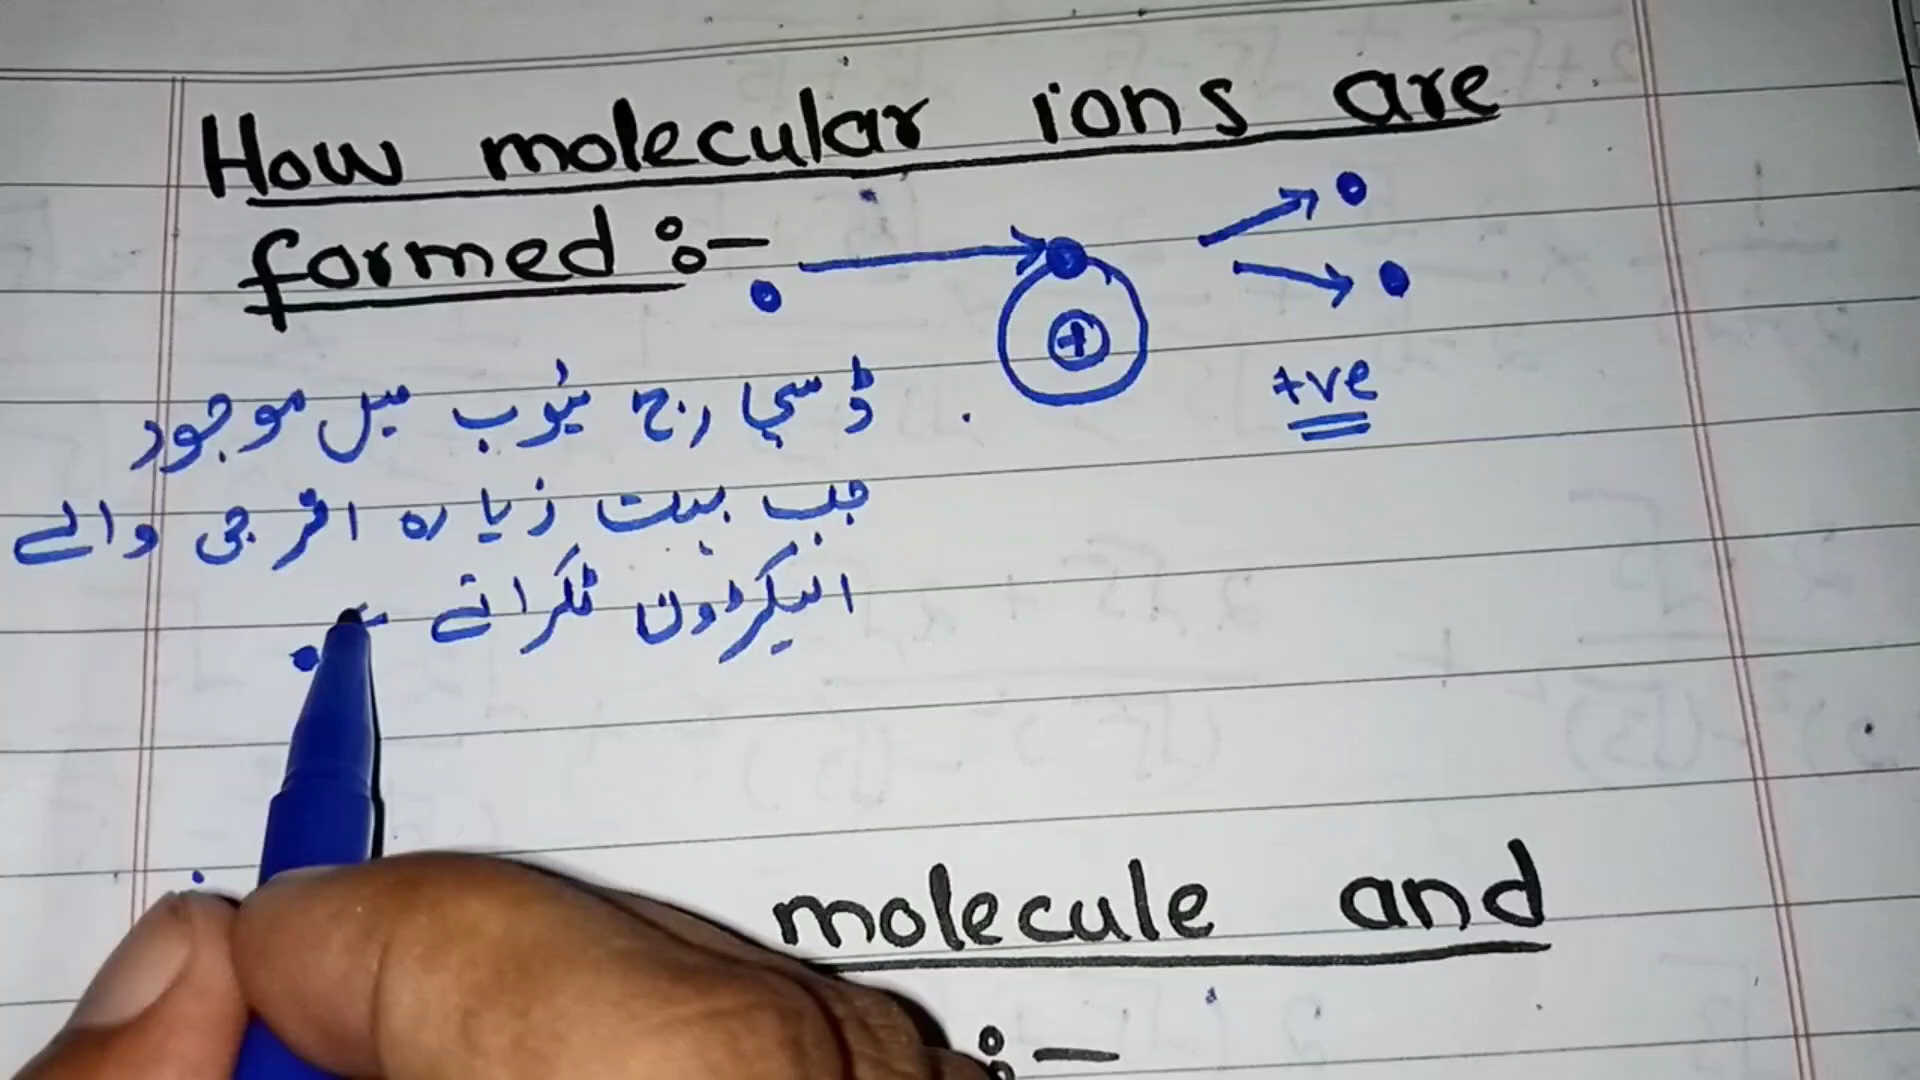 How molecular ions are
formed :-
+
+ve
ڈسچارج ٹیوب میں موجود
جب بہت زیادہ انرجی والے
الیکٹرون ٹکراتے
molecule and
:-